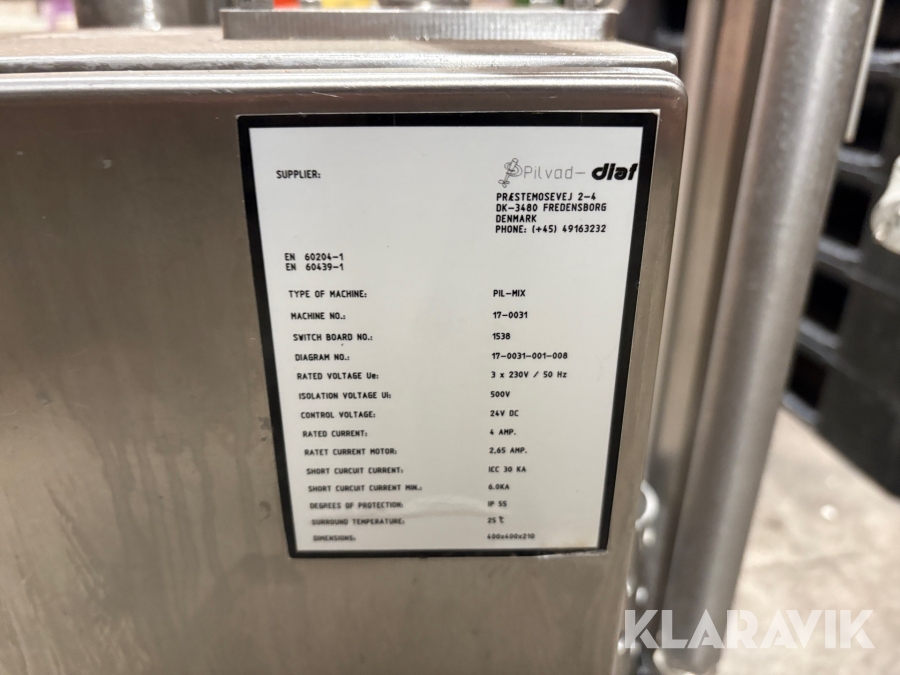 SUPPLIER: Pilvad- diaf
PRÆSTEMOSEVEJ 2-4
DK-3480 FREDENSBORG
DENMARK
PHONE: (+45) 49163232
EN 60204-1
EN 60439-1
TYPE OF MACHINE: PIL-MIX
MACHINE NO.: 17-0031
SWITCH BOARD NO.: 1538
DIAGRAM NO.: 17-0031-001-008
RATED VOLTAGE Ue: 3 x 230V / 50 Hz
ISOLATION VOLTAGE Ui: 500V
CONTROL VOLTAGE: 24V DC
RATED CURRENT: 4 AMP.
RATET CURRENT MOTOR: 2,65 AMP.
SHORT CURCUIT CURRENT: ICC 30 KA
SHORT CURCUIT CURRENT MIN.: 6.0KA
DEGREES OF PROTECTION: IP 55
SURROUND TEMPERATURE: 25 ℃
DIMENSIONS: 400x400x210
KLARAVIK